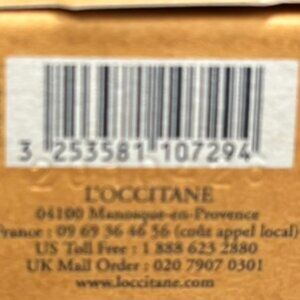 3 253581 107294
L'OCCITANE
04100 Manosque-en-Provence
France : 09 69 36 46 56 (coût appel local)
US Toll Free : 1 888 623 2880
UK Mail Order : 020 7907 0301
www.loccitane.com